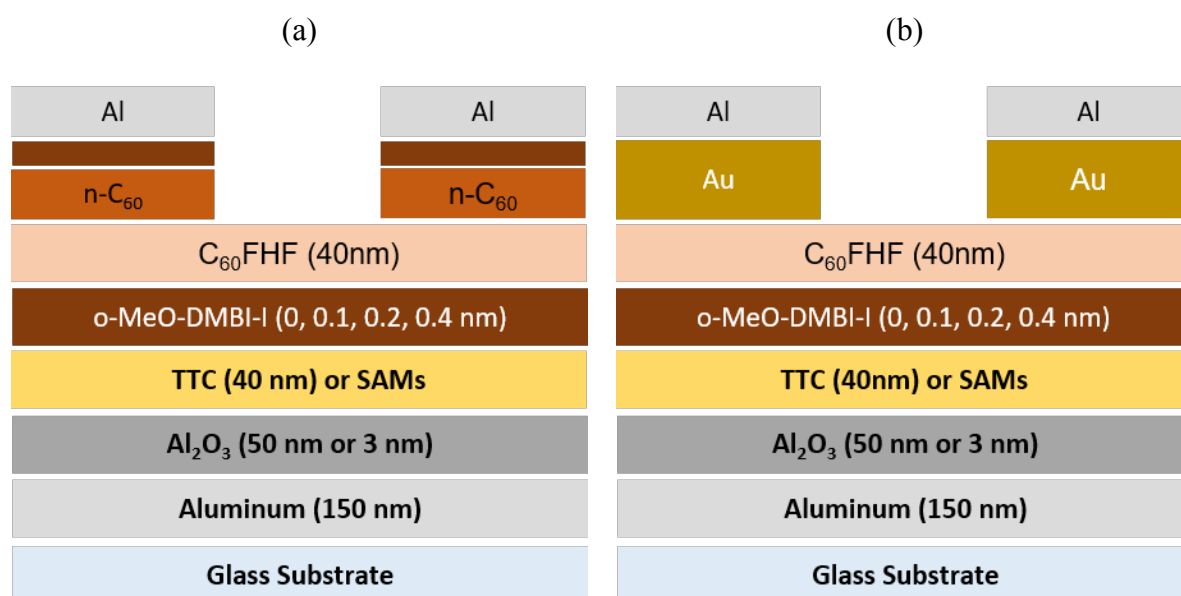 (a)
Al Al
n-C₆₀ n-C₆₀
C₆₀FHF (40nm)
o-MeO-DMBI-I (0, 0.1, 0.2, 0.4 nm)
TTC (40 nm) or SAMs
Al₂O₃ (50 nm or 3 nm)
Aluminum (150 nm)
Glass Substrate
(b)
Al Al
Au Au
C₆₀FHF (40nm)
o-MeO-DMBI-I (0, 0.1, 0.2, 0.4 nm)
TTC (40nm) or SAMs
Al₂O₃ (50 nm or 3 nm)
Aluminum (150 nm)
Glass Substrate